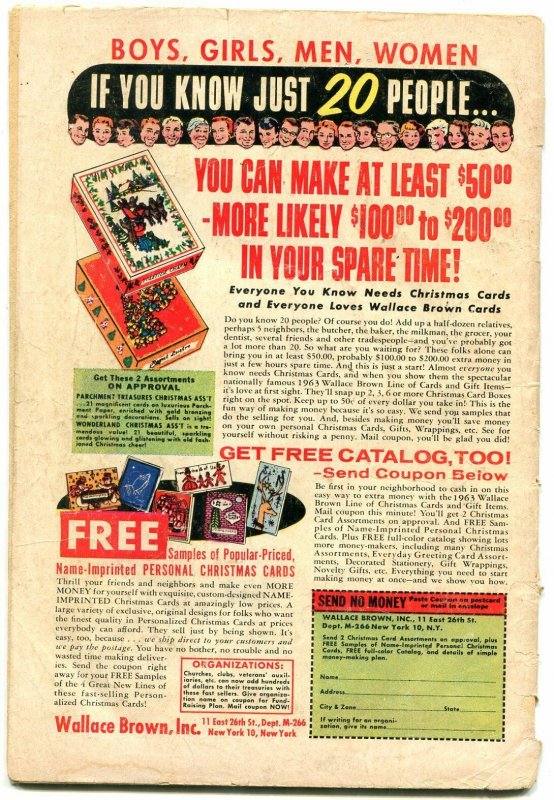 BOYS, GIRLS, MEN, WOMEN
IF YOU KNOW JUST 20 PEOPLE...
YOU CAN MAKE AT LEAST $50⁰⁰
-MORE LIKELY $100⁰⁰ to $200⁰⁰
IN YOUR SPARE TIME!
Everyone You Know Needs Christmas Cards
and Everyone Loves Wallace Brown Cards
Do you know 20 people? Of course you do! Add up a half-dozen relatives,
perhaps 5 neighbors, the butcher, the baker, the milkman, the grocer, your
dentist, several friends and other tradespeople—and you've probably got
a lot more than 20. So what are you waiting for? These folks alone can
bring you in at least $50.00, probably $100.00 to $200.00 extra money in
just a few hours spare time. And this is just a start! Almost everyone you
know needs Christmas Cards, and when you show them the spectacular
nationally famous 1963 Wallace Brown Line of Cards and Gift Items—
it's love at first sight. They'll snap up 2, 3, 6 or more Christmas Card Boxes
right on the spot. Keep up to 50c of every dollar you take in! This is the
fun way of making money because it's so easy. We send you samples that
do the selling for you. And, besides making money you'll save money
on your own personal Christmas Cards, Gifts, Wrappings, etc. See for
yourself without risking a penny. Mail coupon, you'll be glad you did!
Get These 2 Assortments
ON APPROVAL
PARCHMENT TREASURES CHRISTMAS ASS'T
...21 magnificent cards on luxurious Parch-
ment Paper, enriched with gold bronzing
and sparkling decorations. Sells on sight!
WONDERLAND CHRISTMAS ASS'T is a tre-
mendous value! 21 beautiful, sparkling
cards glowing and glistening with old fash-
ioned Christmas cheer!
GET FREE CATALOG, TOO!
-Send Coupon Below
Be first in your neighborhood to cash in on this
easy way to extra money with the 1963 Wallace
Brown Line of Christmas Cards and Gift Items.
Mail coupon this minute! You'll get 2 Christmas
Card Assortments on approval. And FREE Sam-
ples of Name-Imprinted Personal Christmas
Cards. Plus FREE full-color catalog showing lots
more money-makers, including many Christmas
Assortments, Everyday Greeting Card Assort-
ments, Decorated Stationery, Gift Wrappings,
Novelty Gifts, etc. Everything you need to start
making money at once—and we show you how.
FREE
Samples of Popular-Priced,
Name-Imprinted PERSONAL CHRISTMAS CARDS
Thrill your friends and neighbors and make even MORE
MONEY for yourself with exquisite, custom-designed NAME-
IMPRINTED Christmas Cards at amazingly low prices. A
large variety of exclusive, original designs for folks who want
the finest quality in Personalized Christmas Cards at prices
everybody can afford. They sell just by being shown. It's
easy, too, because ... we ship direct to your customers and
we pay the postage. You have no bother, no trouble and no
wasted time making deliver-
ies. Send the coupon right
away for your FREE Samples
of the 4 Great New Lines of
these fast-selling Person-
alized Christmas Cards!
ORGANIZATIONS:
Churches, clubs, veterans' auxil-
iaries, etc. can now add hundreds
of dollars to their treasuries with
these fast sellers. Give organiza-
tion name on coupon for Fund-
Raising Plan. Mail coupon NOW!
Wallace Brown, Inc. 11 East 26th St., Dept. M-266
New York 10, New York
SEND NO MONEY Paste Coupon on postcard
or mail in envelope
WALLACE BROWN, INC., 11 East 26th St.
Dept. M-266 New York 10, N.Y.
Send 2 Christmas Card Assortments on approval, plus
FREE Samples of Name-Imprinted Personal Christmas
Cards, FREE full-color Catalog, and details of simple
money-making plan.
Name
Address
City & Zone State
If writing for an organi-
zation, give its name